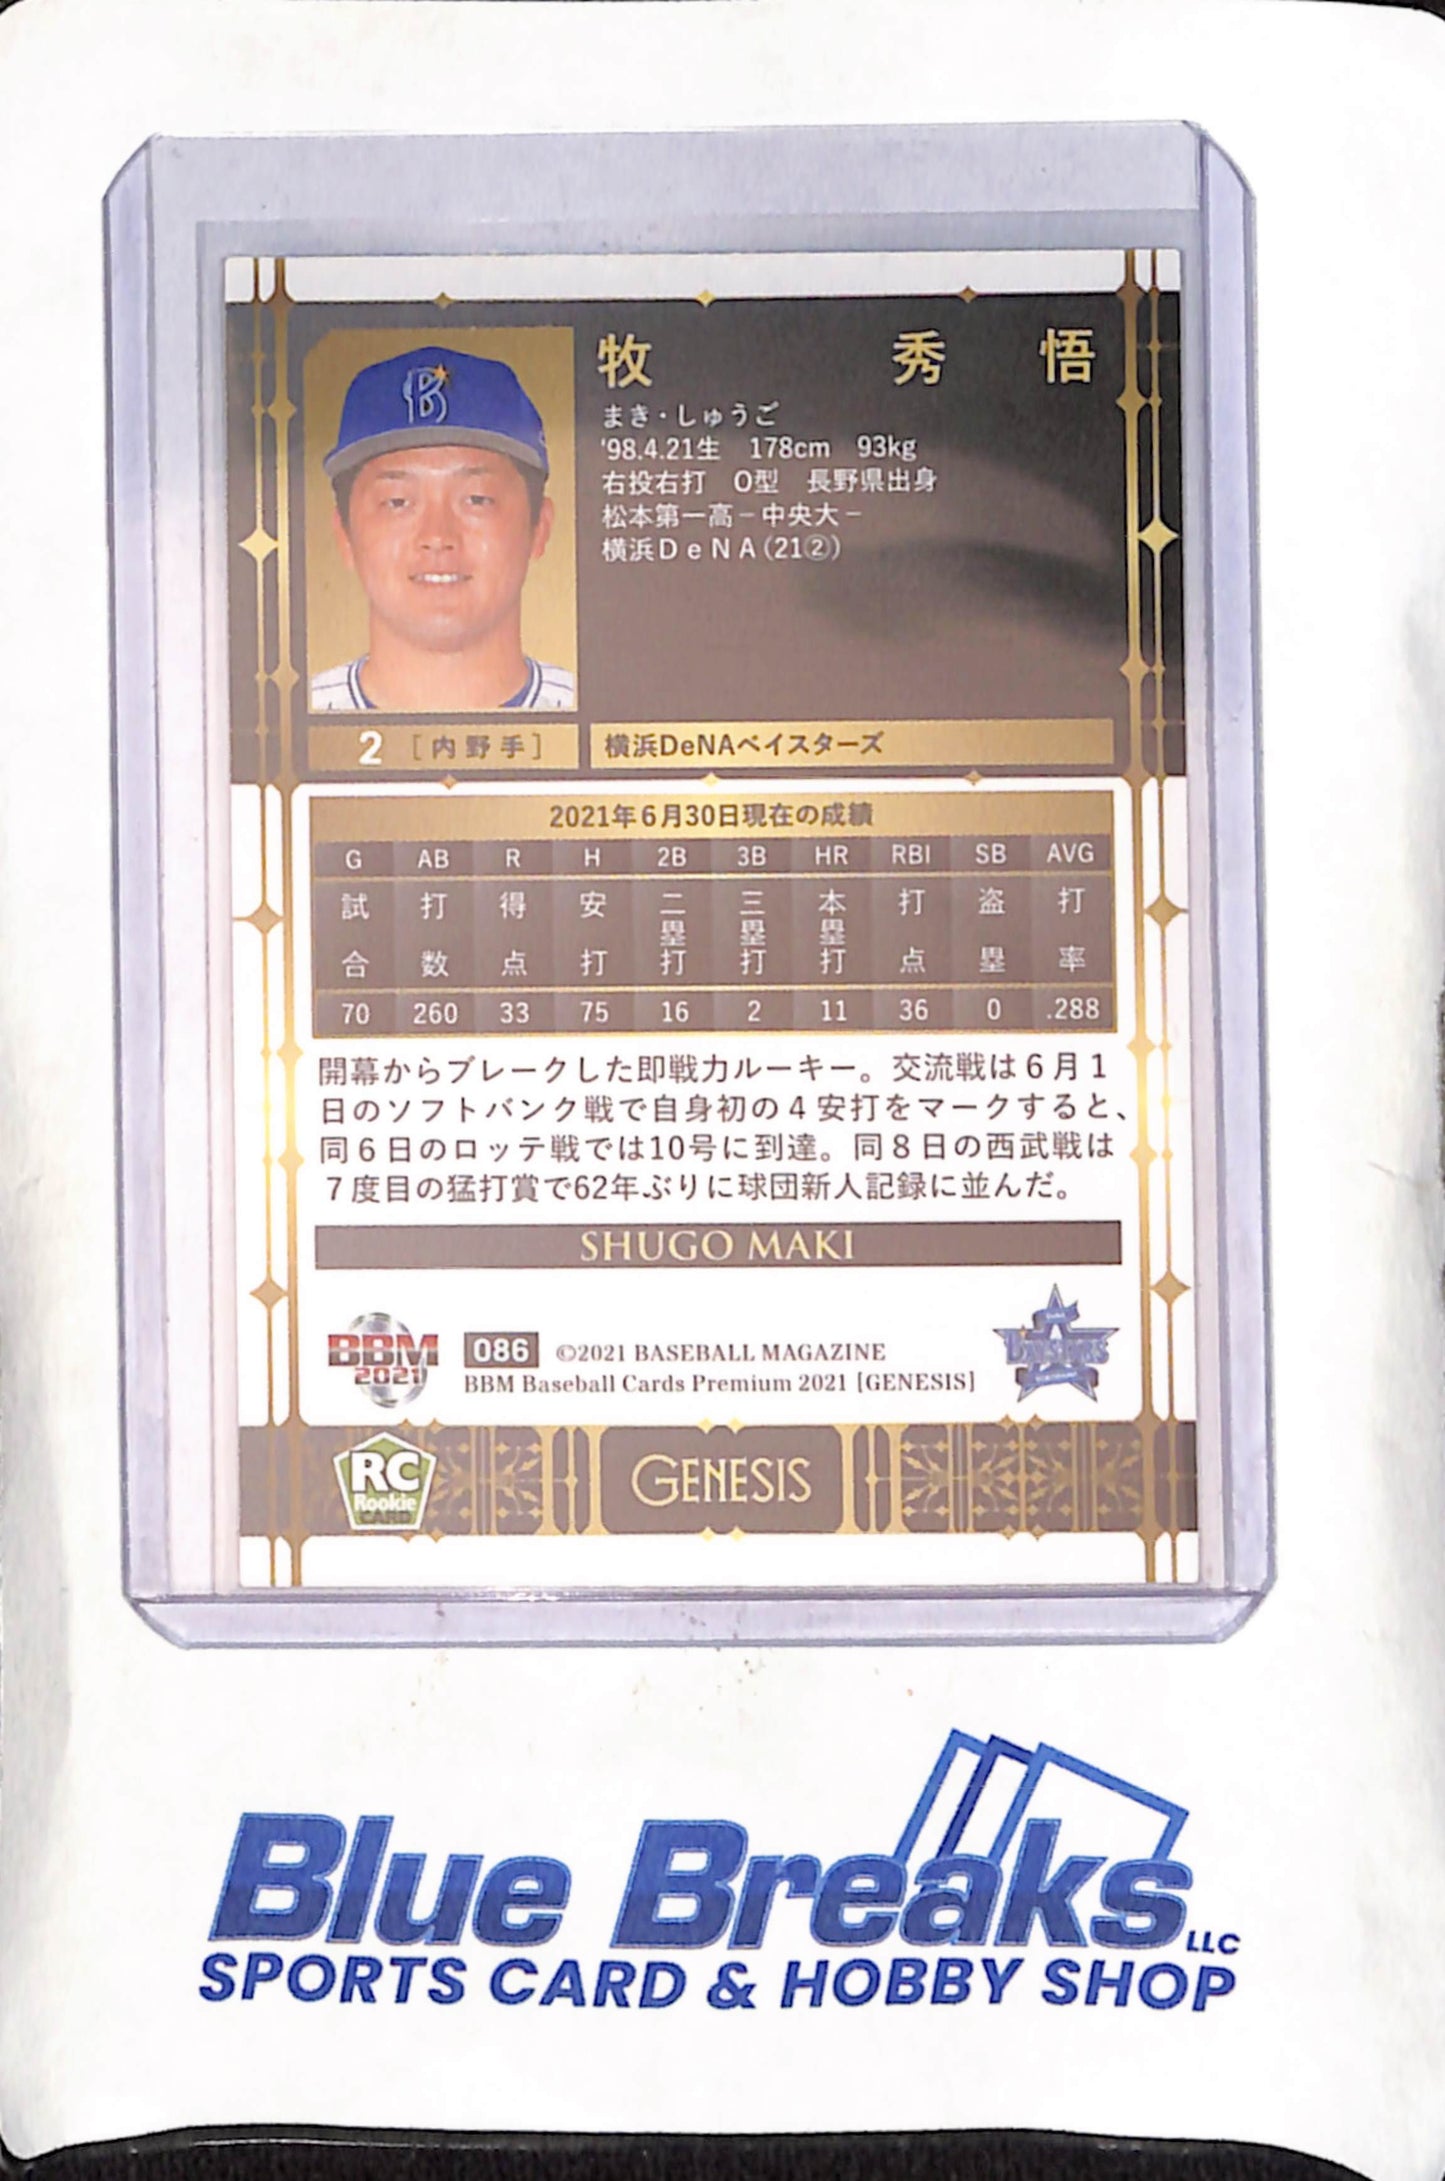 B
牧 秀 悟
まき・しゅうご
'98.4.21生 178cm 93kg
右投右打 O型 長野県出身
松本第一高－中央大－
横浜DeNA(21②)
2 [内野手]
横浜DeNAベイスターズ
2021年6月30日現在の成績
G AB R H 2B 3B HR RBI SB AVG
試合 打数 得点 安打 二塁打 三塁打 本塁打 打点 盗塁 打率
70 260 33 75 16 2 11 36 0 .288
開幕からブレークした即戦力ルーキー。交流戦は6月1
日のソフトバンク戦で自身初の4安打をマークすると、
同6日のロッテ戦では10号に到達。同8日の西武戦は
7度目の猛打賞で62年ぶりに球団新人記録に並んだ。
SHUGO MAKI
BBM
2021
086 ©2021 BASEBALL MAGAZINE
BBM Baseball Cards Premium 2021 [GENESIS]
BAYSTARS
RC
Rookie
CARD
GENESIS
Blue Breaks LLC
SPORTS CARD & HOBBY SHOP